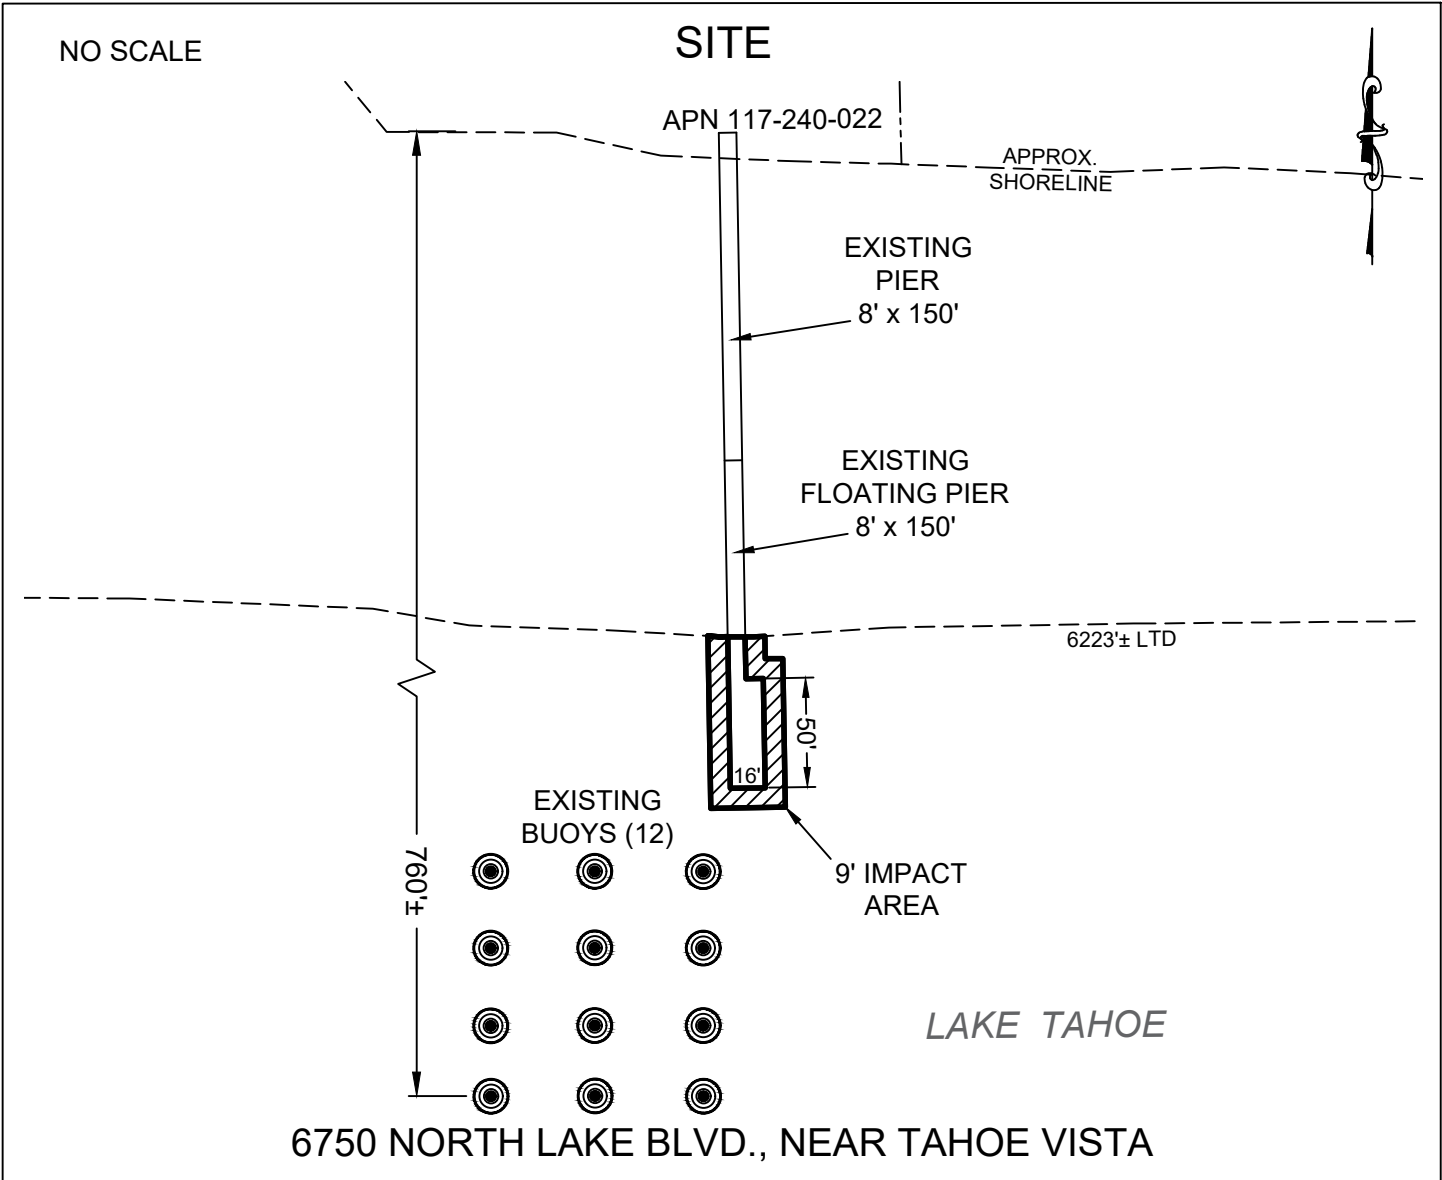 NO SCALE
SITE
APN 117-240-022
APPROX.
SHORELINE
EXISTING
PIER
8' x 150'
EXISTING
FLOATING PIER
8' x 150'
6223'± LTD
50'
16'
EXISTING
BUOYS (12)
760'±
9' IMPACT
AREA
LAKE TAHOE
6750 NORTH LAKE BLVD., NEAR TAHOE VISTA